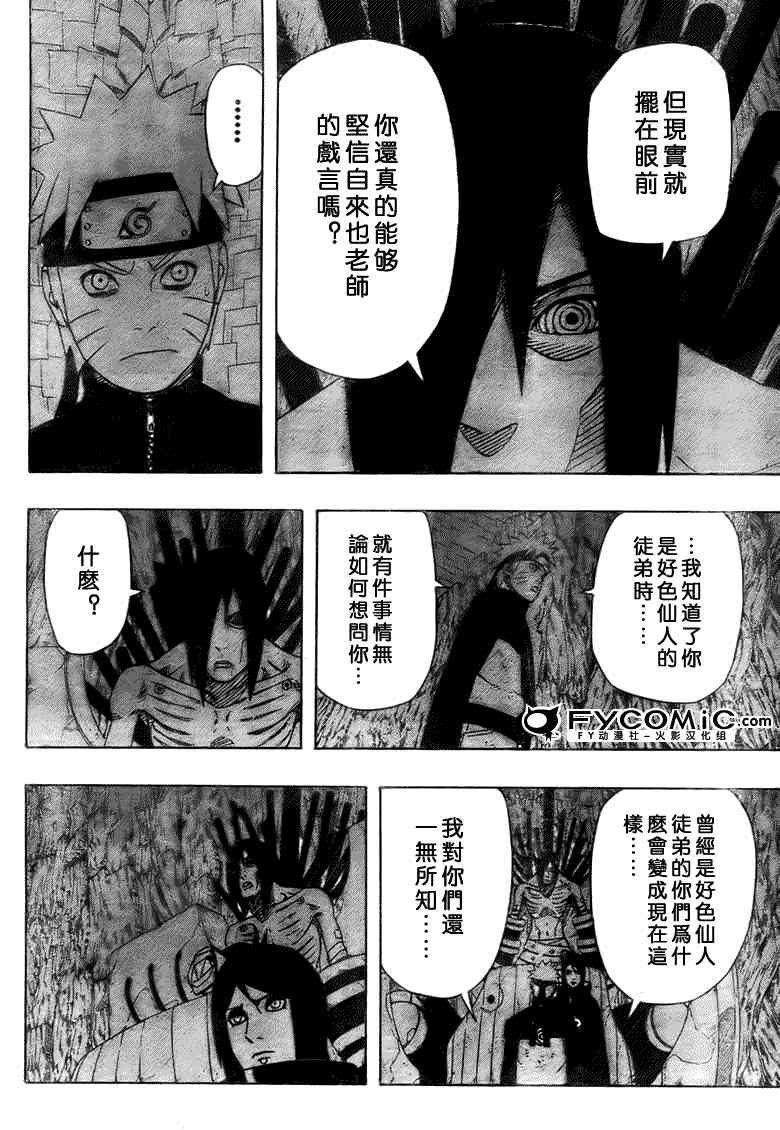 但現實就
擺在眼前
你還真的能够
堅信自來也老師
的戲言嗎？
……
…我知道了你
是好色仙人的
徒弟時…
就有件事情無
論如何想問你…
什麽？
FYCOMiC.com
FY动漫社–火影汉化组
曾經是好色仙人
徒弟的你們爲什
麽會變成現在這
樣……
我對你們還
一無所知……